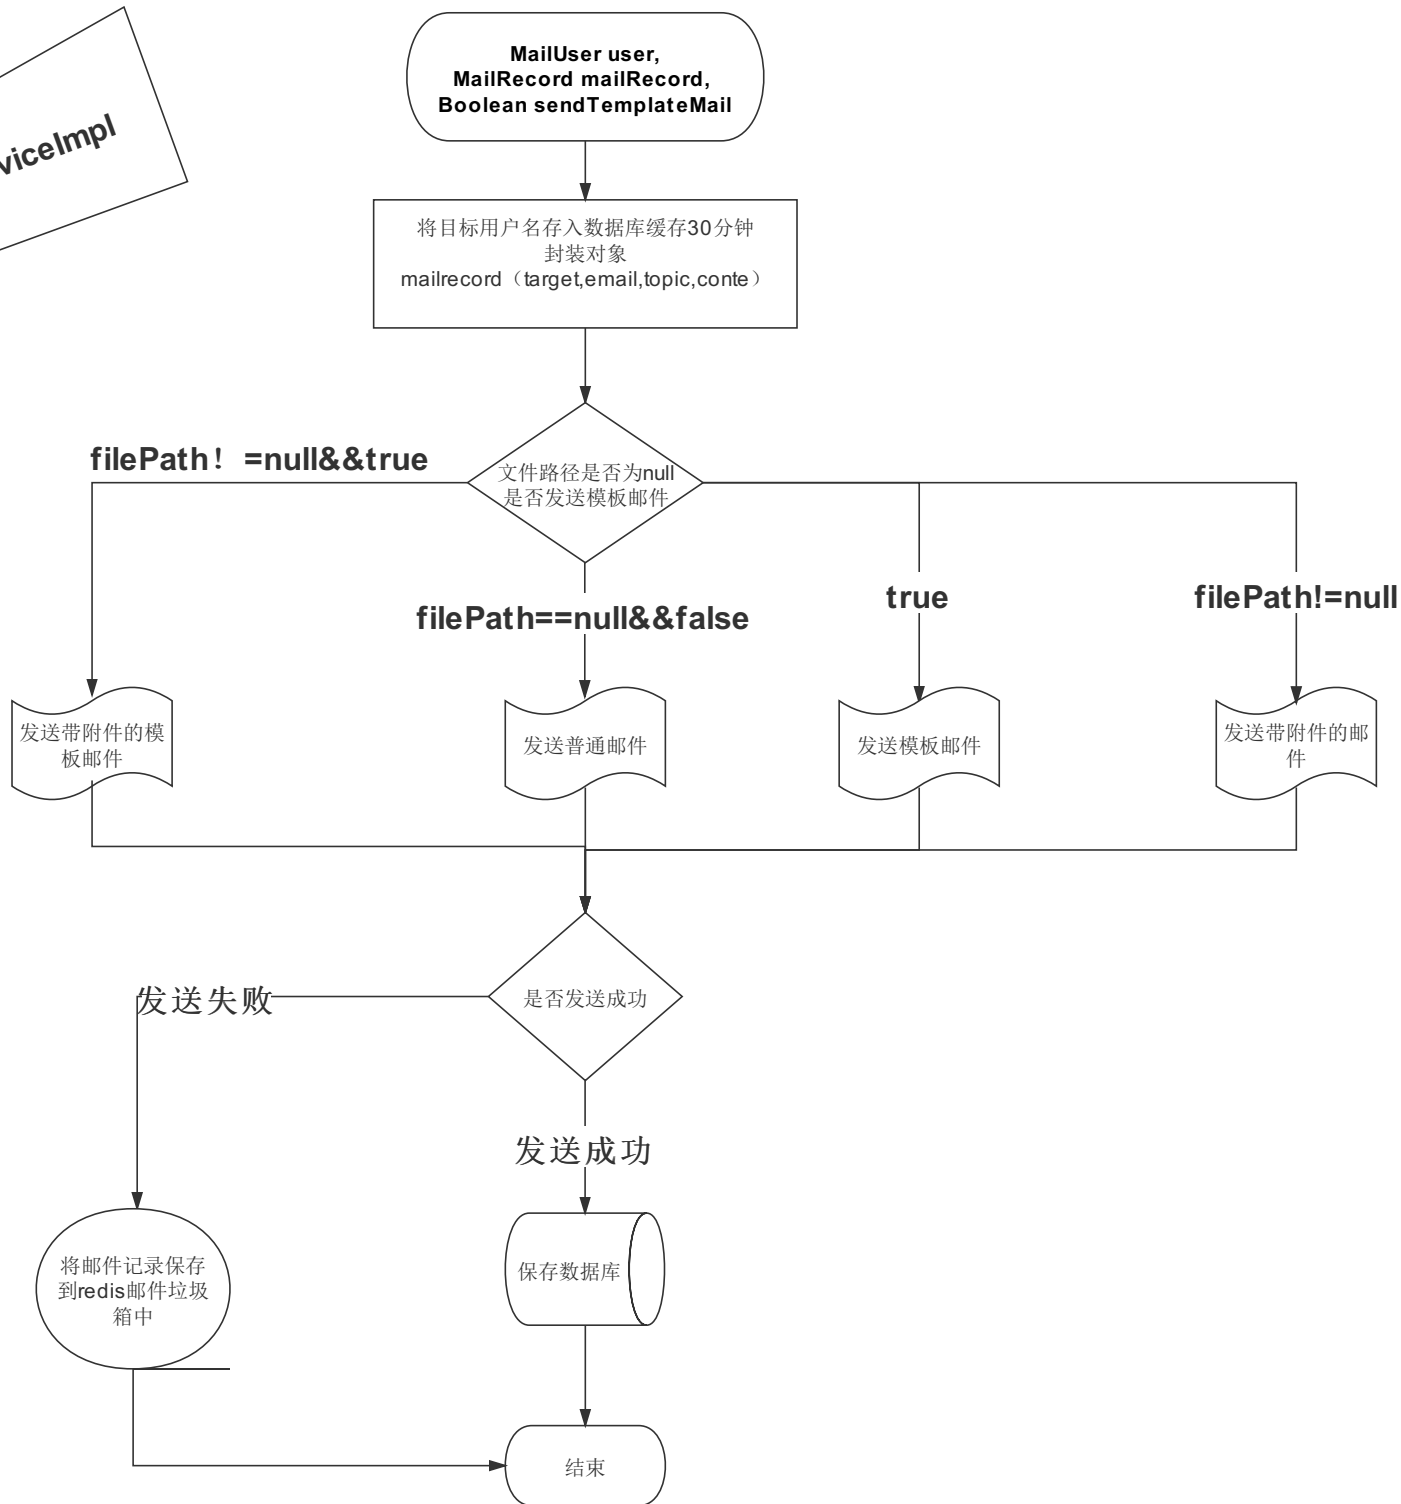 MailUser user,
MailRecord mailRecord,
Boolean sendTemplateMail
viceImpl
将目标用户名存入数据库缓存30分钟
封装对象
mailrecord（target,email,topic,conte）
filePath！=null&&true
文件路径是否为null
是否发送模板邮件
filePath==null&&false
true
filePath!=null
发送带附件的模
板邮件
发送普通邮件
发送模板邮件
发送带附件的邮
件
发送失败
是否发送成功
发送成功
将邮件记录保存
到redis邮件垃圾
箱中
保存数据库
结束